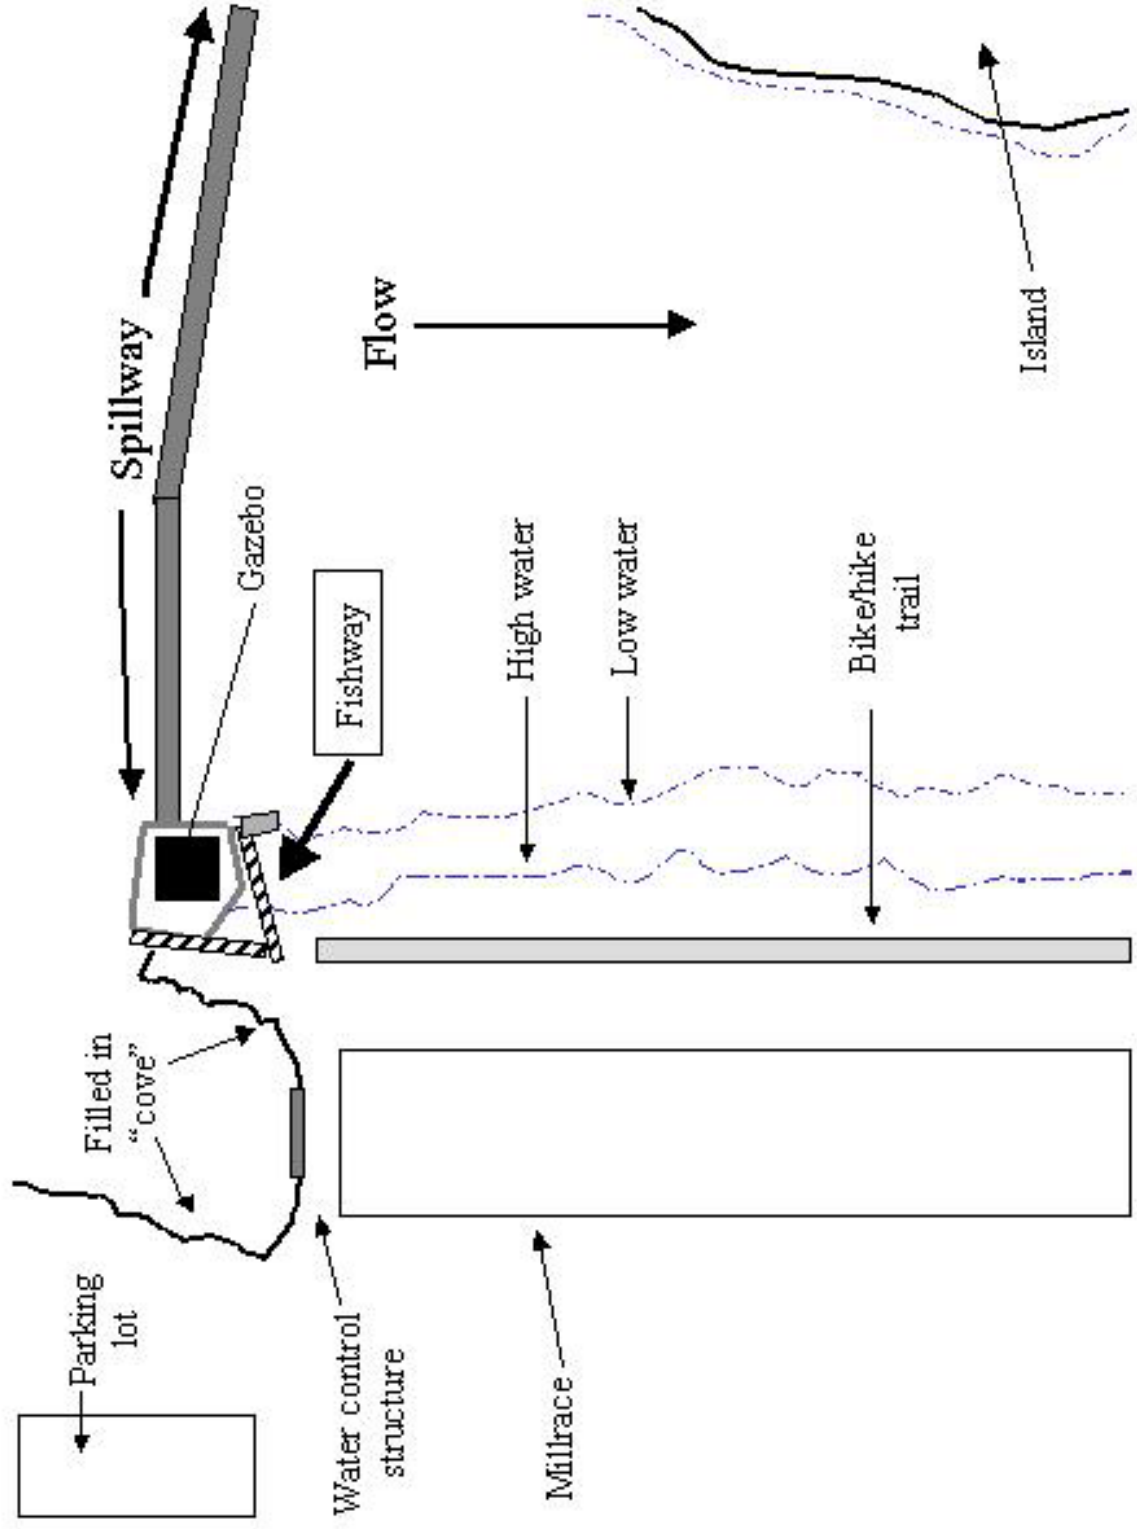 Spillway
Flow
Gazebo
Fishway
High water
Low water
Bike/hike
trail
Island
Filled in
“cove”
Parking
lot
Water control
structure
Millrace